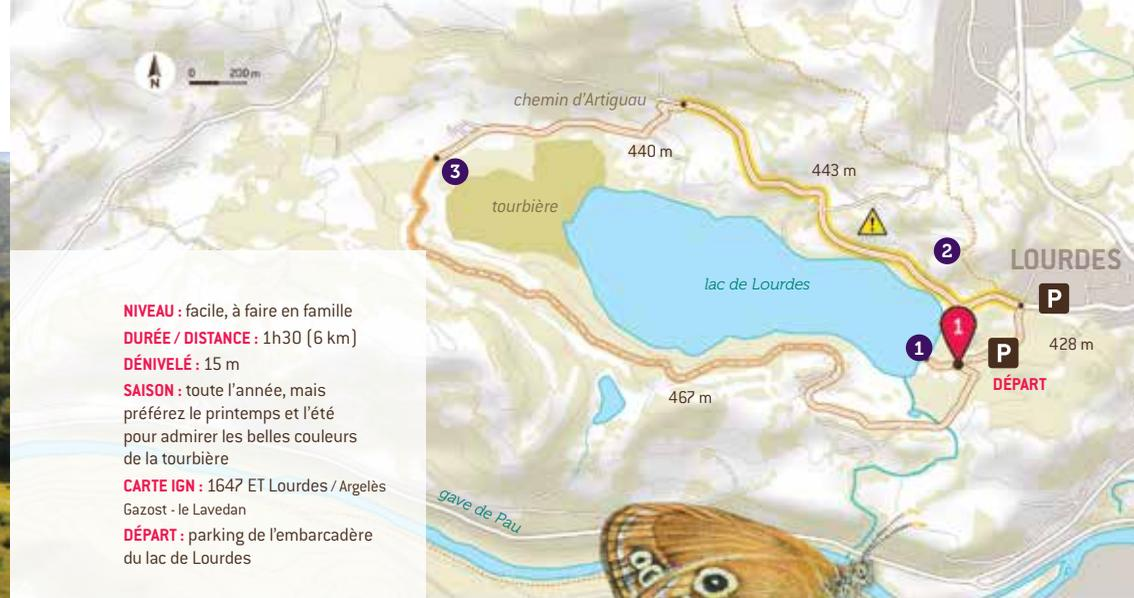 N
0 200 m
chemin d'Artiguau
440 m
443 m
3
tourbière
2
LOURDES
lac de Lourdes
P
1
1
P
428 m
DÉPART
467 m
gave de Pau
NIVEAU : facile, à faire en famille
DURÉE / DISTANCE : 1h30 (6 km)
DÉNIVELÉ : 15 m
SAISON : toute l'année, mais
préférez le printemps et l'été
pour admirer les belles couleurs
de la tourbière
CARTE IGN : 1647 ET Lourdes / Argelès
Gazost - le Lavedan
DÉPART : parking de l'embarcadère
du lac de Lourdes